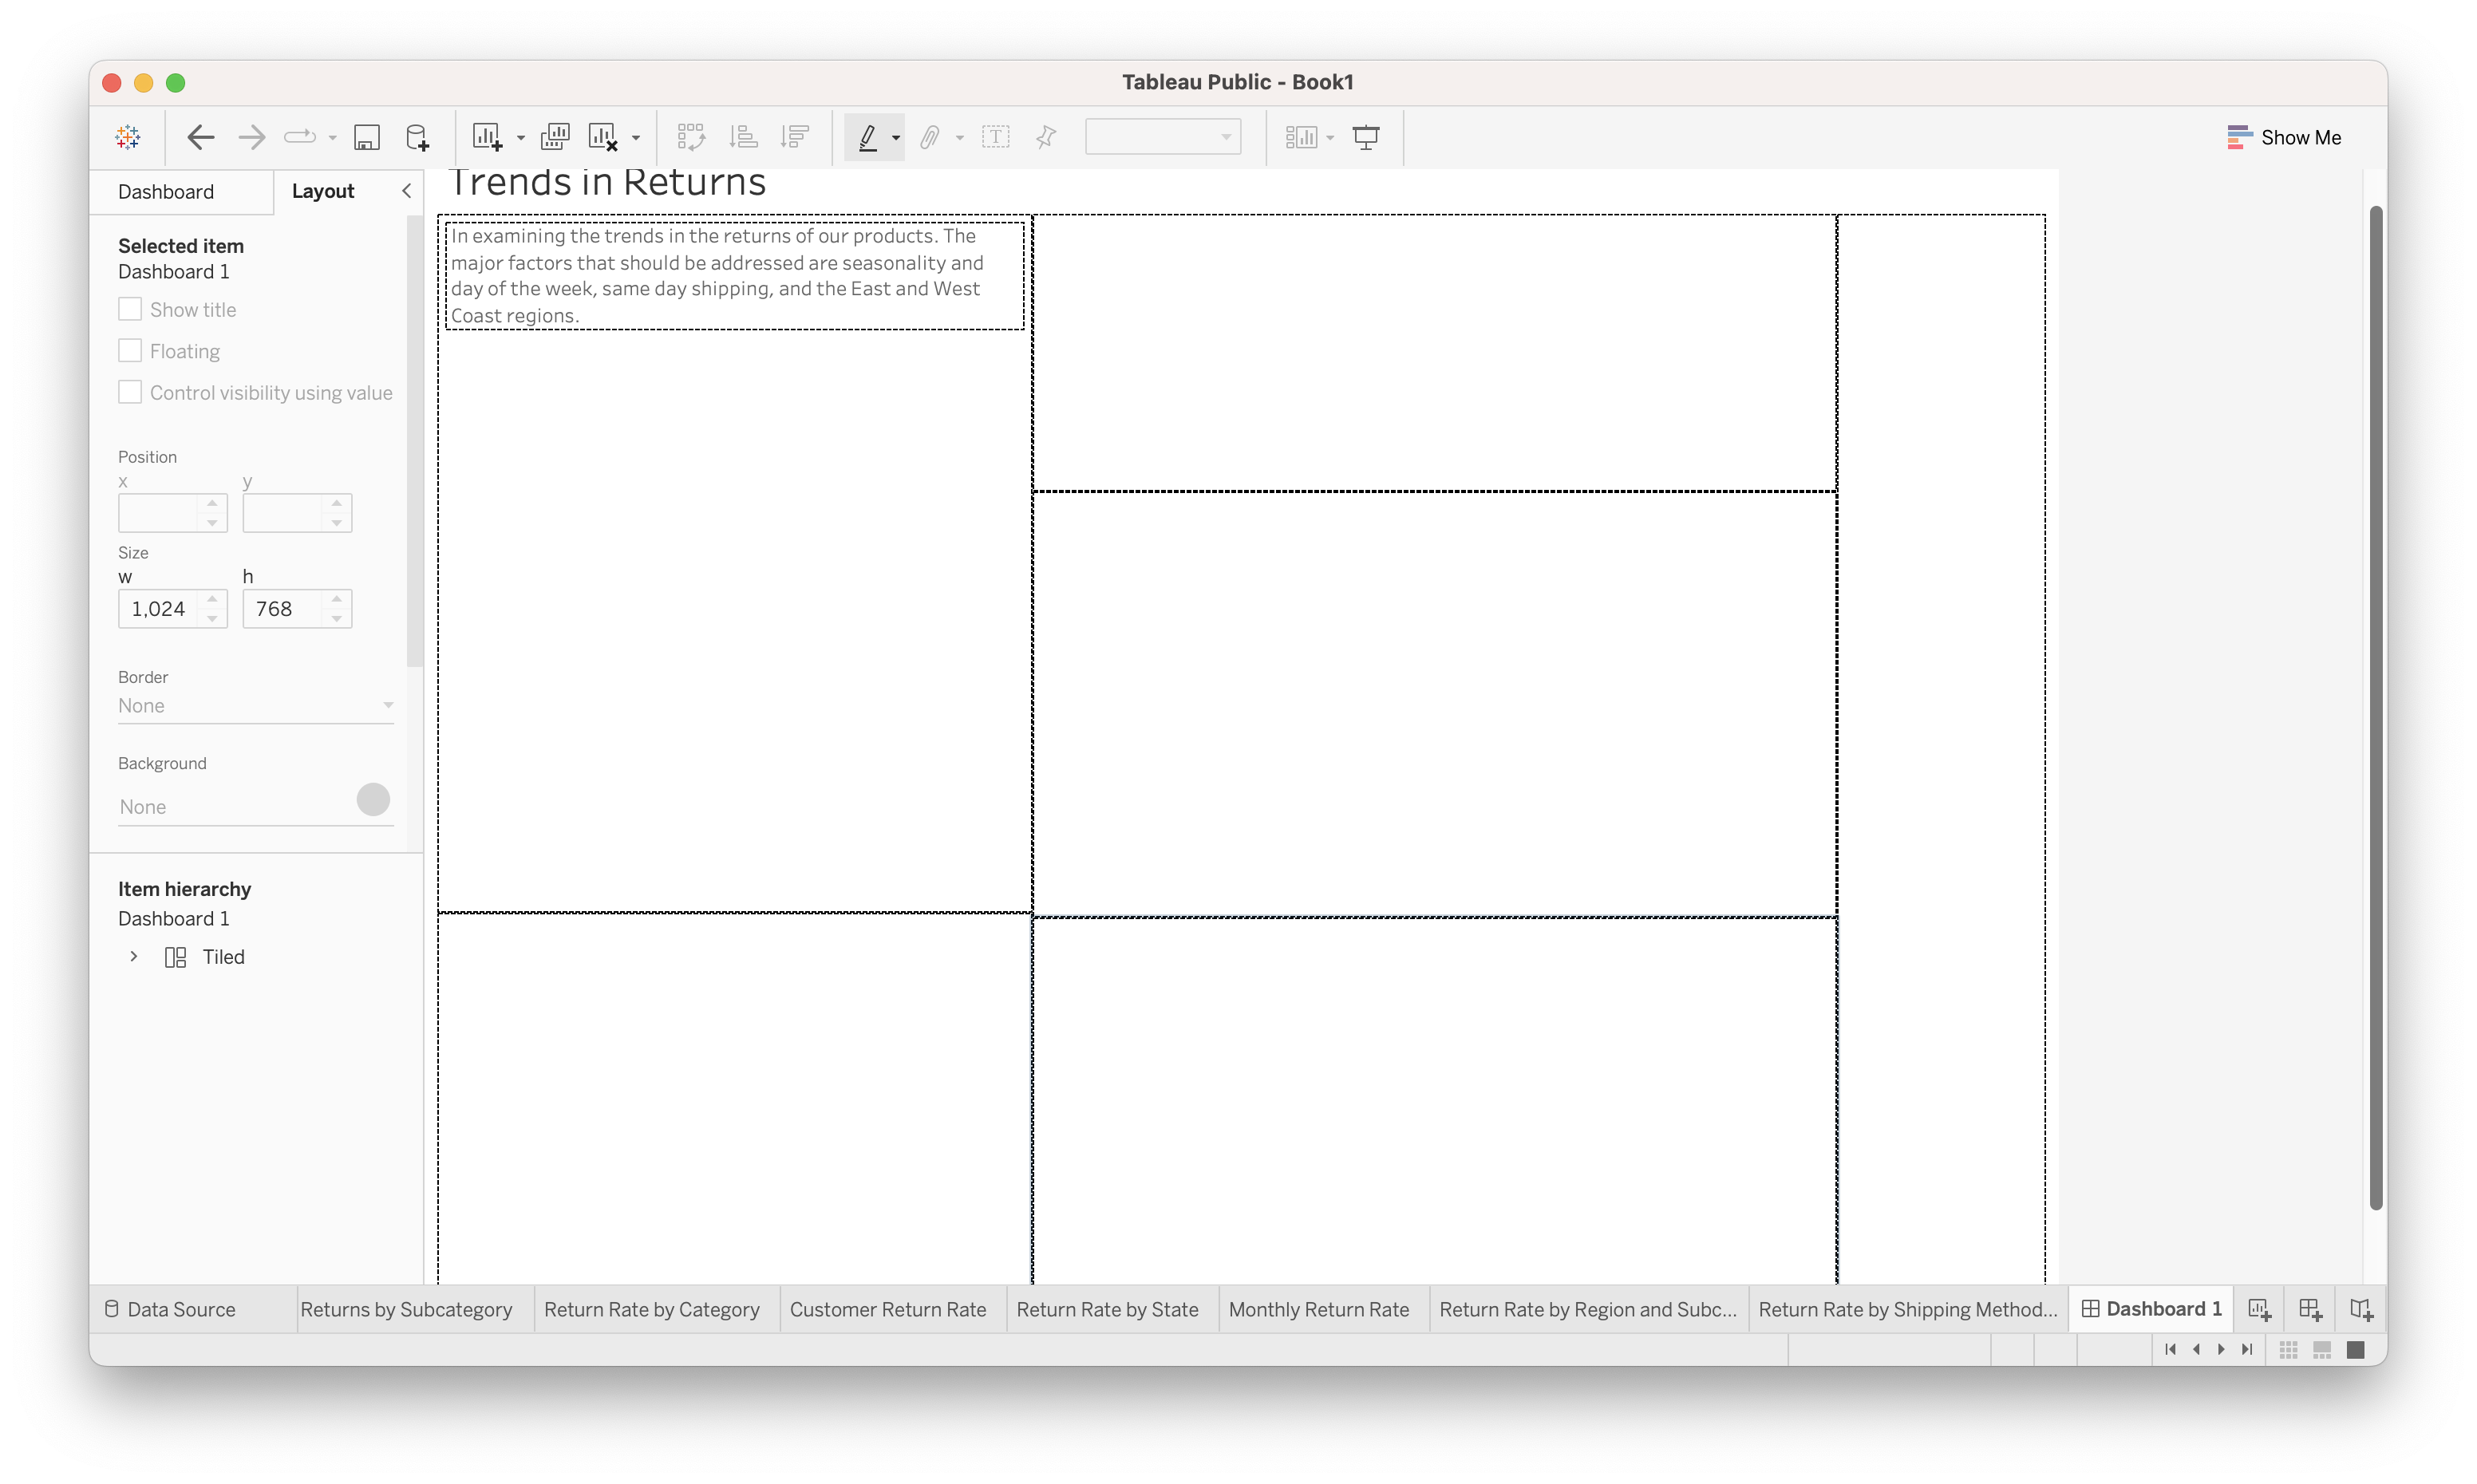 Tableau Public - Book1
Show Me
Dashboard
Layout
Trends in Returns
Selected item
Dashboard 1
Show title
Floating
Control visibility using value
Position
x y
Size
w h
1,024 768
Border
None
Background
None
Item hierarchy
Dashboard 1
Tiled
In examining the trends in the returns of our products. The
major factors that should be addressed are seasonality and
day of the week, same day shipping, and the East and West
Coast regions.
Data Source Returns by Subcategory Return Rate by Category Customer Return Rate Return Rate by State Monthly Return Rate Return Rate by Region and Subc... Return Rate by Shipping Method... Dashboard 1